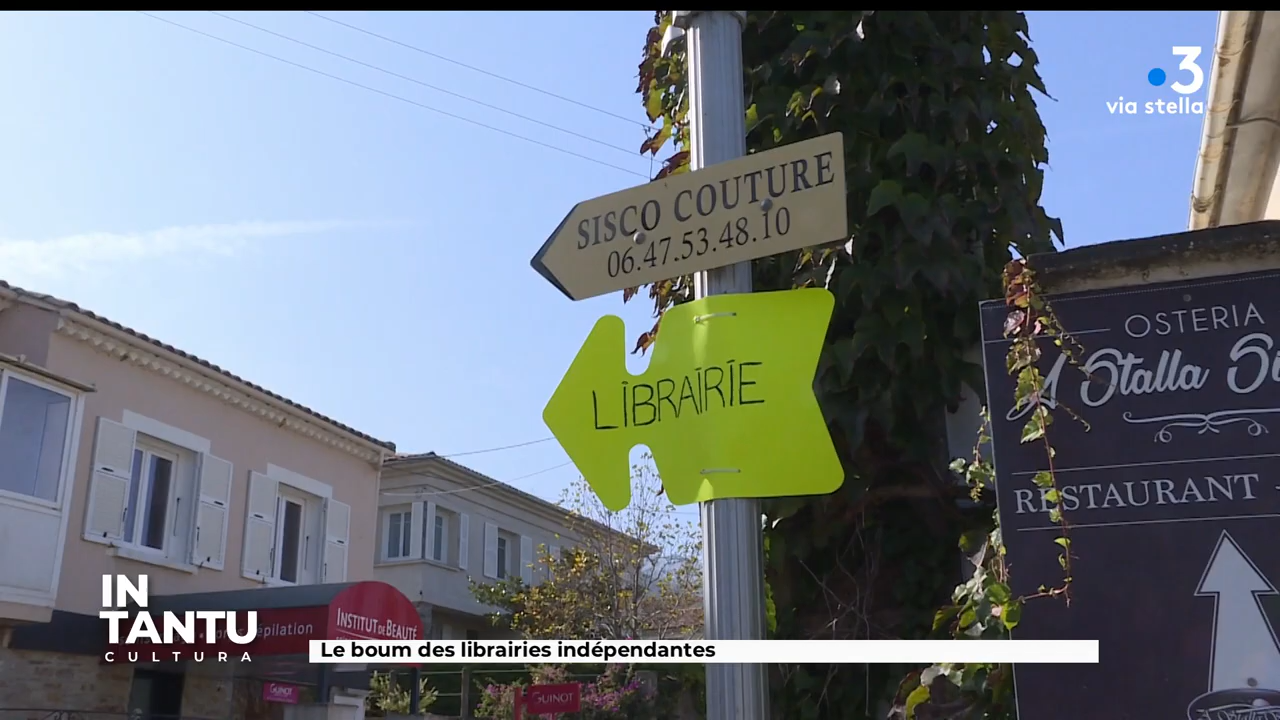 3
via stella
SISCO COUTURE
06.47.53.48.10
LIBRAIRIE
OSTERIA
A Stalla
RESTAURANT
épilation
INSTITUT DE BEAUTÉ
GUINOT
GUINOT
IN
TANTU
CULTURA
Le boum des librairies indépendantes